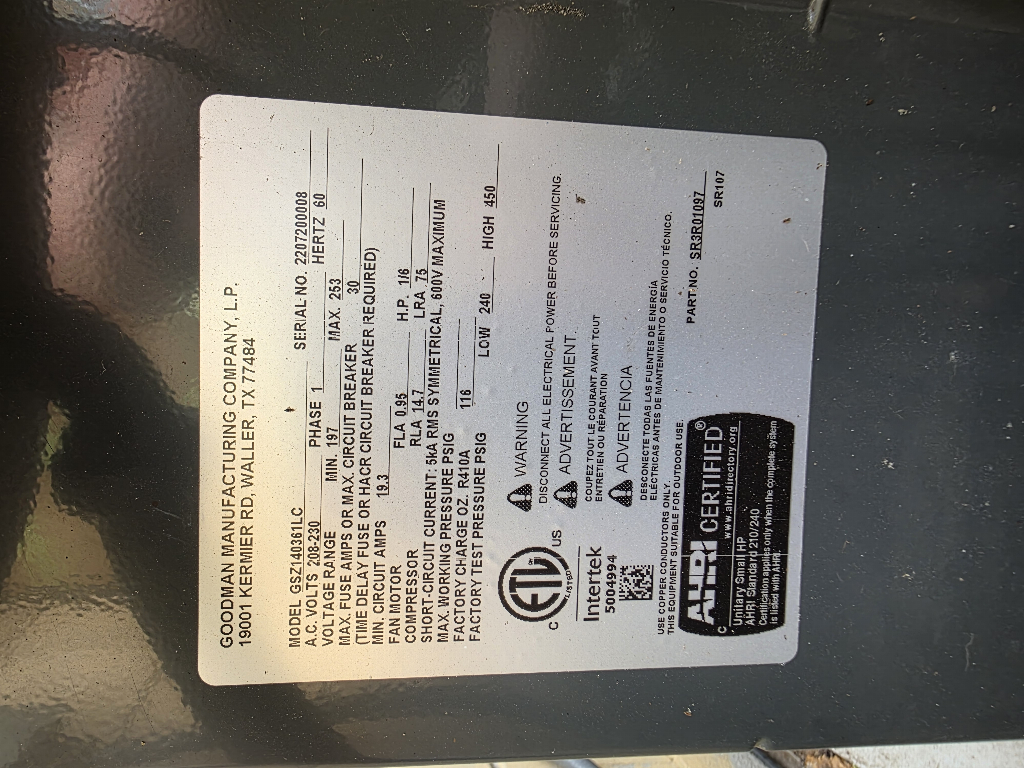 GOODMAN MANUFACTURING COMPANY, L.P.
19001 KERMIER RD, WALLER, TX 77484
MODEL GSZ140361LC SERIAL NO. 2207200008
A.C. VOLTS 208-230 PHASE 1 HERTZ 60
VOLTAGE RANGE MIN. 197 MAX. 253
MAX. FUSE AMPS OR MAX. CIRCUIT BREAKER 30
(TIME DELAY FUSE OR HACR CIRCUIT BREAKER REQUIRED)
MIN. CIRCUIT AMPS 19.3
FAN MOTOR FLA 0.95 H.P. 1/6
COMPRESSOR RLA 14.7 LRA 75
SHORT-CIRCUIT CURRENT: 5kA RMS SYMMETRICAL, 600V MAXIMUM
MAX. WORKING PRESSURE PSIG
FACTORY CHARGE OZ. R410A 116
FACTORY TEST PRESSURE PSIG LOW 240 HIGH 450
WARNING
DISCONNECT ALL ELECTRICAL POWER BEFORE SERVICING.
ADVERTISSEMENT
COUPEZ TOUT LE COURANT AVANT TOUT
ENTRETIEN OU RÉPARATION
ADVERTENCIA
DESCONECTE TODAS LAS FUENTES DE ENERGÍA
ELÉCTRICAS ANTES DE MANTENIMIENTO O SERVICIO TÉCNICO.
C ETL US
LISTED
Intertek
5004994
USE COPPER CONDUCTORS ONLY.
THIS EQUIPMENT SUITABLE FOR OUTDOOR USE.
C AHRI CERTIFIED®
www.ahridirectory.org
Unitary Small HP
AHRI Standard 210/240
Certification applies only when the complete system
is listed with AHRI.
PART NO. SR3R01097
SR107